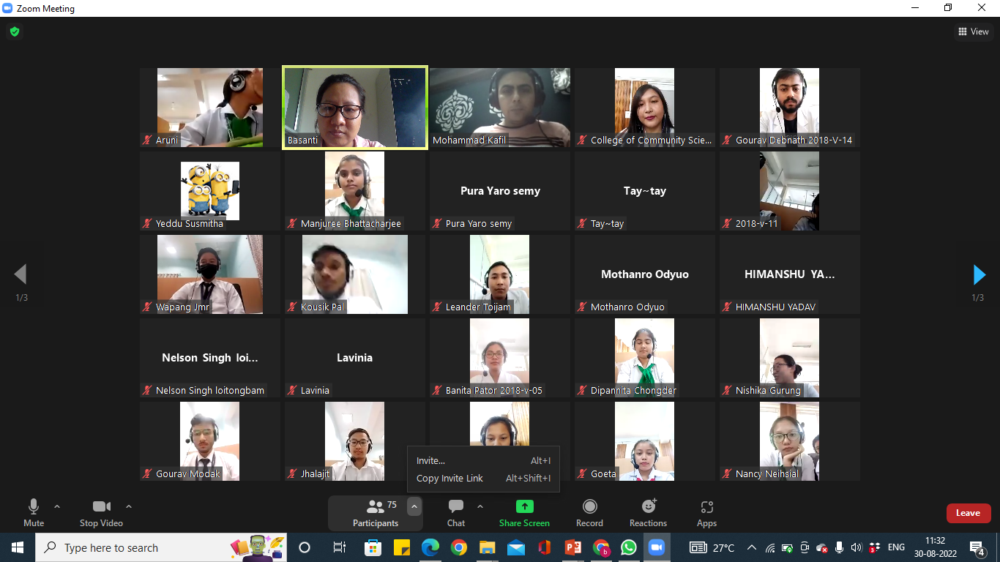 Zoom Meeting
View
Aruni
Basanti
Mohammad Kafil
College of Community Scie...
Gourav Debnath 2018-V-14
Yeddu Susmitha
Manjuree Bhattacharjee
Pura Yaro semy
Pura Yaro semy
Tay~tay
Tay~tay
2018-v-11
Wapang Jmr
Kousik Pal
Leander Toijam
Mothanro Odyuo
Mothanro Odyuo
HIMANSHU YA...
HIMANSHU YADAV
1/3
1/3
Nelson Singh loi...
Nelson Singh loitongbam
Lavinia
Lavinia
Banita Pator 2018-v-05
Dipannita Chongder
Nishika Gurung
Gourav Modak
Jhalajit
Goeta
Nancy Neihsial
Invite... Alt+I
Copy Invite Link Alt+Shift+I
Mute
Stop Video
75
Participants
Chat
Share Screen
Record
Reactions
Apps
Leave
Type here to search
27°C
3
ENG
11:32
30-08-2022
4